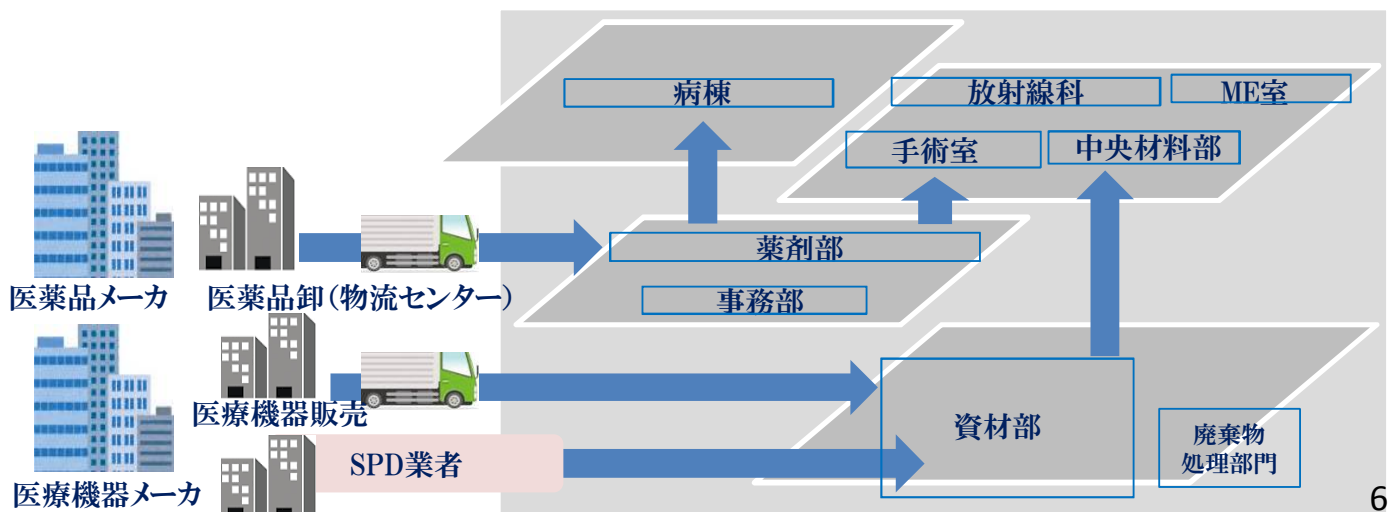 病棟
放射線科
ME室
手術室
中央材料部
薬剤部
事務部
医薬品メーカ
医薬品卸（物流センター）
医療機器販売
資材部
廃棄物
処理部門
SPD業者
医療機器メーカ
6